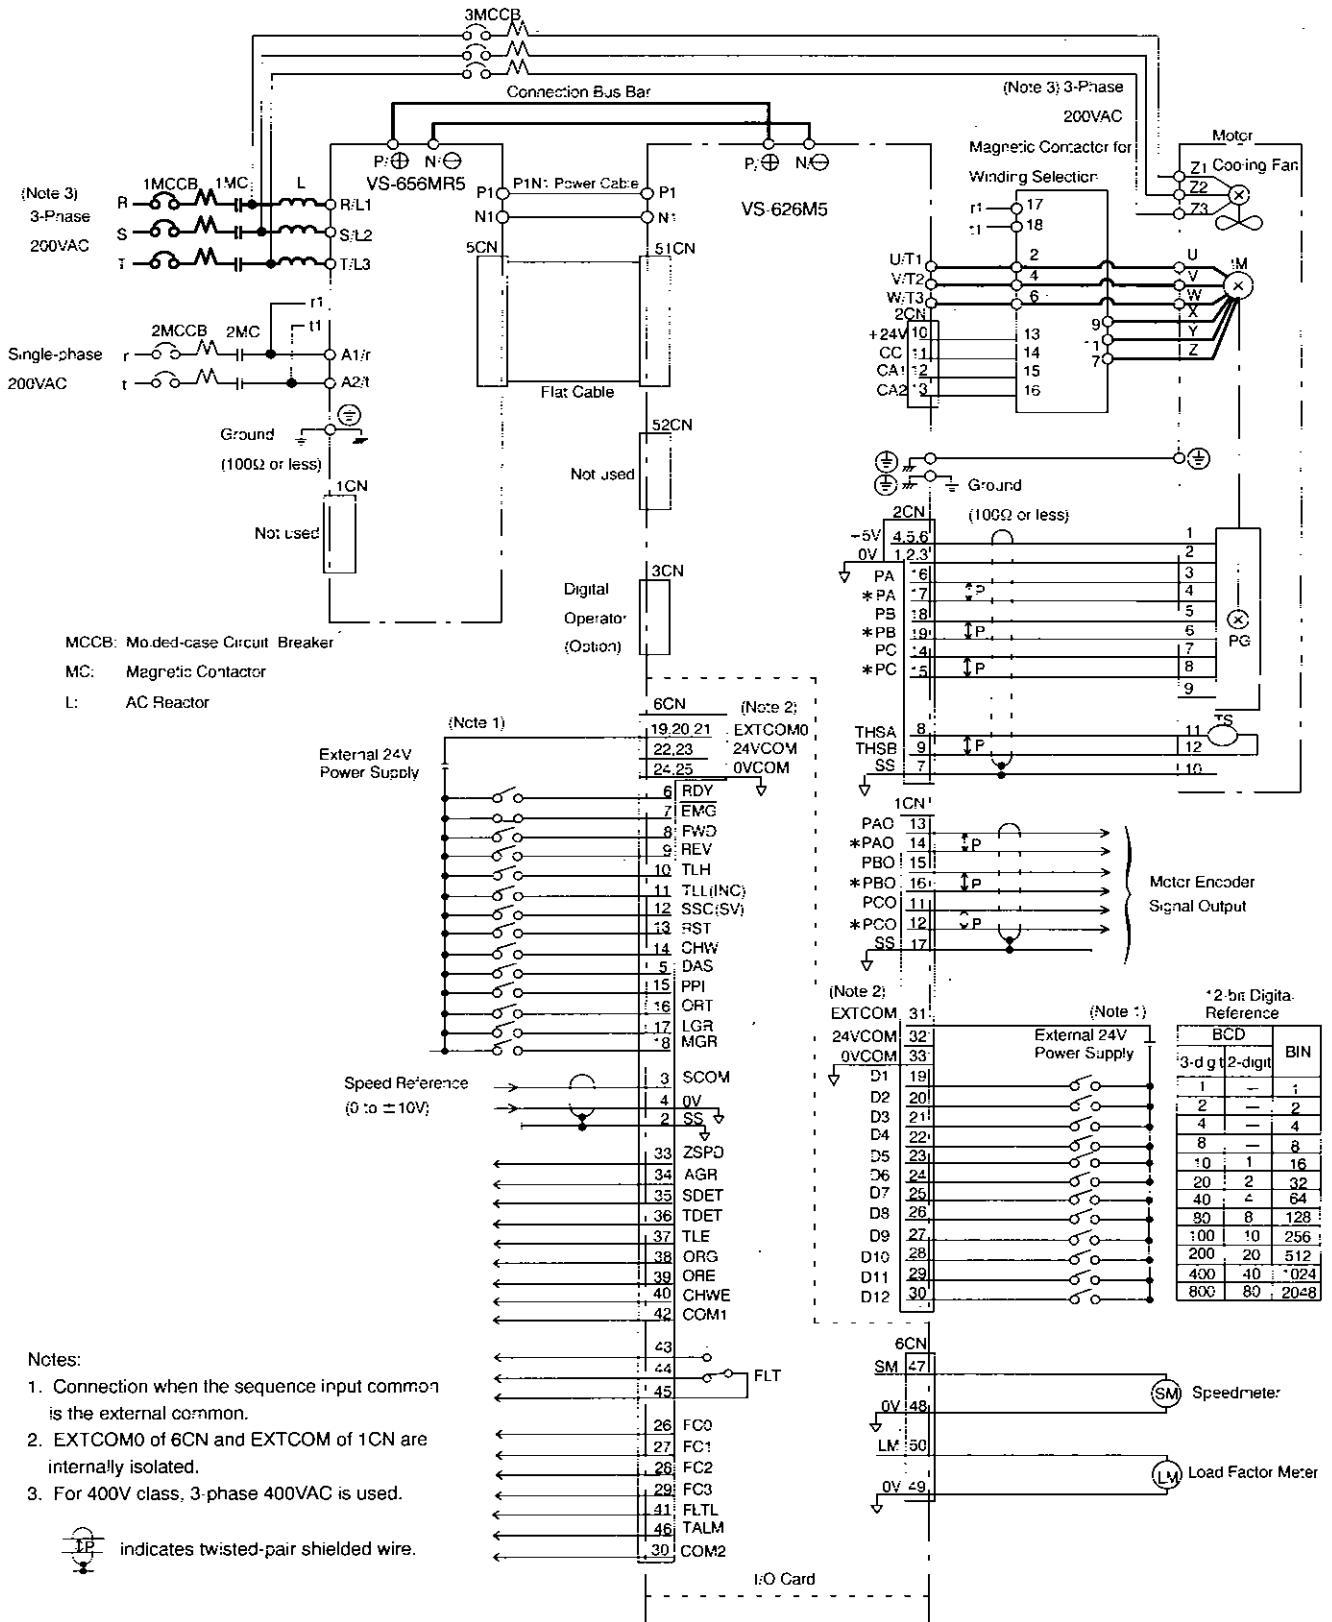 3MCCB
Connection Bus Bar
(Note 3) 3-Phase
200VAC
Magnetic Contactor for
Winding Selection
Motor
Cooling Fan
Z1
Z2
Z3
P/⊕ N/⊖
VS-656MR5
P/⊕ N/⊖
VS-626M5
(Note 3)
3-Phase
200VAC
1MCCB 1MC L
R R/L1
S S/L2
T T/L3
P1 P1N1 Power Cable P1
N1 N1
5CN 51CN
Flat Cable
r1
t1
2MCCB 2MC
Single-phase
200VAC
r A1/r
t A2/t
Ground
(100Ω or less)
1CN
Not used
52CN
Not used
3CN
Digital
Operator
(Option)
r1 17
t1 18
U/T1 2 U
V/T2 4 V
W/T3 6 W
X
Y
Z
IM
9
11
7
2CN
+24V 10 13
CC 11 14
CA1 12 15
CA2 13 16
Ground
(100Ω or less)
2CN
+5V 4,5,6 1
0V 1,2,3 2
PA 16 3
*PA 17 P 4
PB 18 5
*PB 19 P 6
PC 14 7
*PC 15 P 8
9
PG
THSA 8 11 TS
THSB 9 P 12
SS 7 10
MCCB: Molded-case Circuit Breaker
MC: Magnetic Contactor
L: AC Reactor
(Note 1)
External 24V
Power Supply
6CN (Note 2)
19,20,21 EXTCOM0
22,23 24VCOM
24,25 0VCOM
6 RDY
7 EMG
8 FWD
9 REV
10 TLH
11 TLL(INC)
12 SSC(SV)
13 RST
14 CHW
5 DAS
15 PPI
16 ORT
17 LGR
18 MGR
Speed Reference
(0 to ±10V)
3 SCOM
4 0V
2 SS
33 ZSPD
34 AGR
35 SDET
36 TDET
37 TLE
38 ORG
39 ORE
40 CHWE
42 COM1
43
44
45
FLT
26 FC0
27 FC1
28 FC2
29 FC3
41 FLTL
46 TALM
30 COM2
1CN
PAO 13
*PAO 14 P
PBO 15
*PBO 16 P
PCO 11
*PCO 12 P
SS 17
Motor Encoder
Signal Output
(Note 2)
EXTCOM 31
24VCOM 32
0VCOM 33
(Note 1)
External 24V
Power Supply
D1 19
D2 20
D3 21
D4 22
D5 23
D6 24
D7 25
D8 26
D9 27
D10 28
D11 29
D12 30
12-bit Digital
Reference
BCD BIN
3-digit 2-digit
1 — 1
2 — 2
4 — 4
8 — 8
10 1 16
20 2 32
40 4 64
80 8 128
100 10 256
200 20 512
400 40 1024
800 80 2048
6CN
SM 47
SM Speedmeter
0V 48
LM 50
LM Load Factor Meter
0V 49
I/O Card
Notes:
1. Connection when the sequence input common
is the external common.
2. EXTCOM0 of 6CN and EXTCOM of 1CN are
internally isolated.
3. For 400V class, 3-phase 400VAC is used.
P indicates twisted-pair shielded wire.